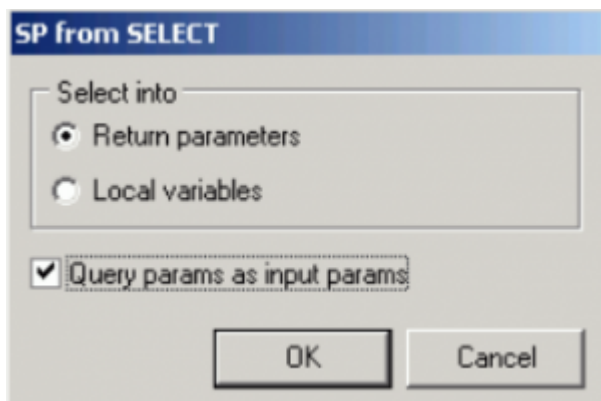 SP from SELECT
Select into
Return parameters
Local variables
Query params as input params
OK
Cancel